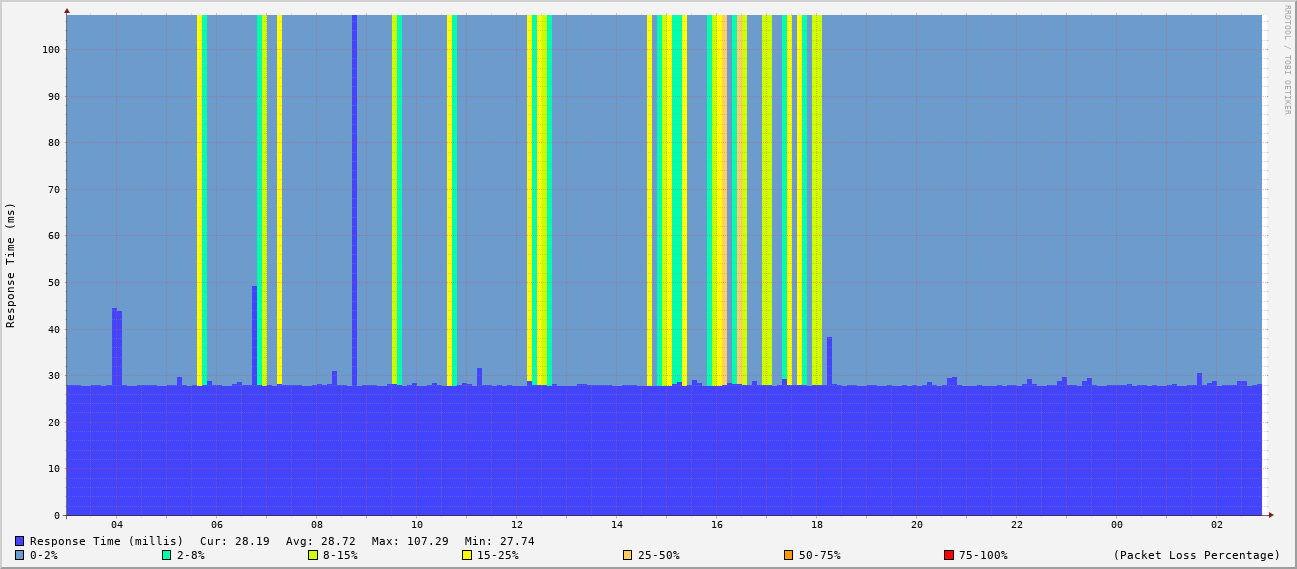 RRDTOOL / TOBI OETIKER
Response Time (ms)
100
90
80
70
60
50
40
30
20
10
0
04 06 08 10 12 14 16 18 20 22 00 02
Response Time (millis) Cur: 28.19 Avg: 28.72 Max: 107.29 Min: 27.74
0-2% 2-8% 8-15% 15-25% 25-50% 50-75% 75-100% (Packet Loss Percentage)